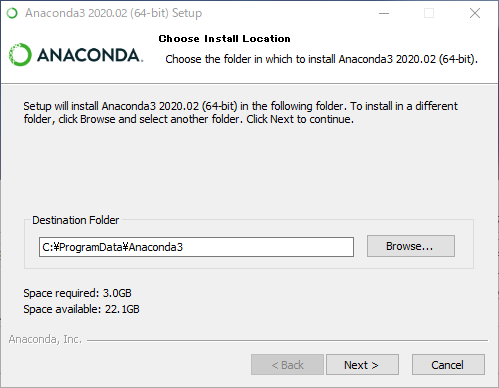 Anaconda3 2020.02 (64-bit) Setup
ANACONDA.
Choose Install Location
Choose the folder in which to install Anaconda3 2020.02 (64-bit).
Setup will install Anaconda3 2020.02 (64-bit) in the following folder. To install in a different
folder, click Browse and select another folder. Click Next to continue.
Destination Folder
C:¥ProgramData¥Anaconda3
Browse...
Space required: 3.0GB
Space available: 22.1GB
Anaconda, Inc.
< Back
Next >
Cancel